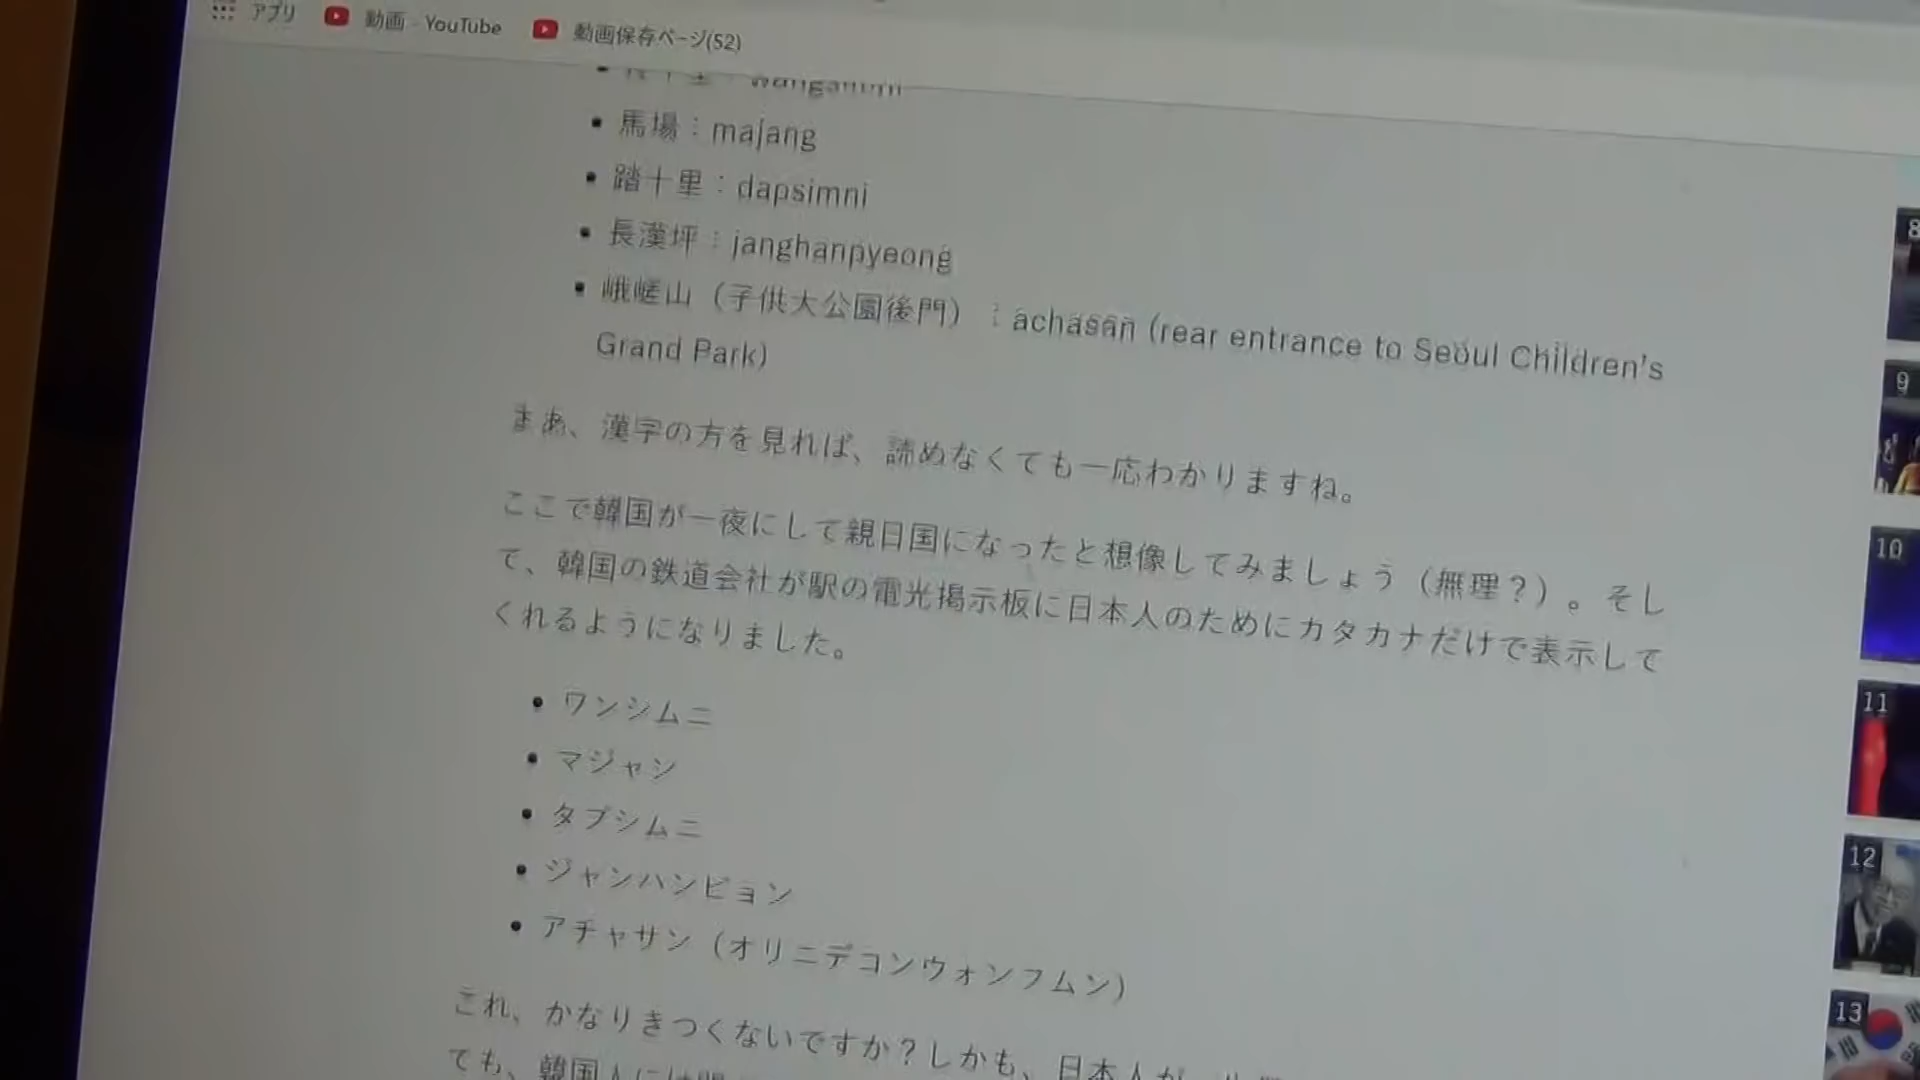 アプリ
動画 - YouTube
動画保存ページ(52)
馬場：majang
踏十里：dapsimni
長漢坪：janghanpyeong
峨嵯山（子供大公園後門）：achasan (rear entrance to Seoul Children's
Grand Park)
まあ、漢字の方を見れば、読めなくても一応わかりますね。
ここで韓国が一夜にして親日国になったと想像してみましょう（無理？）。そし
て、韓国の鉄道会社が駅の電光掲示板に日本人のためにカタカナだけで表示して
くれるようになりました。
ワンシムニ
マジャン
タプシムニ
ジャンハンピョン
アチャサン（オリニデコンウォンフムン）
これ、かなりきつくないですか？しかも、日本人が
ても、韓国人には
8
9
10
11
12
13